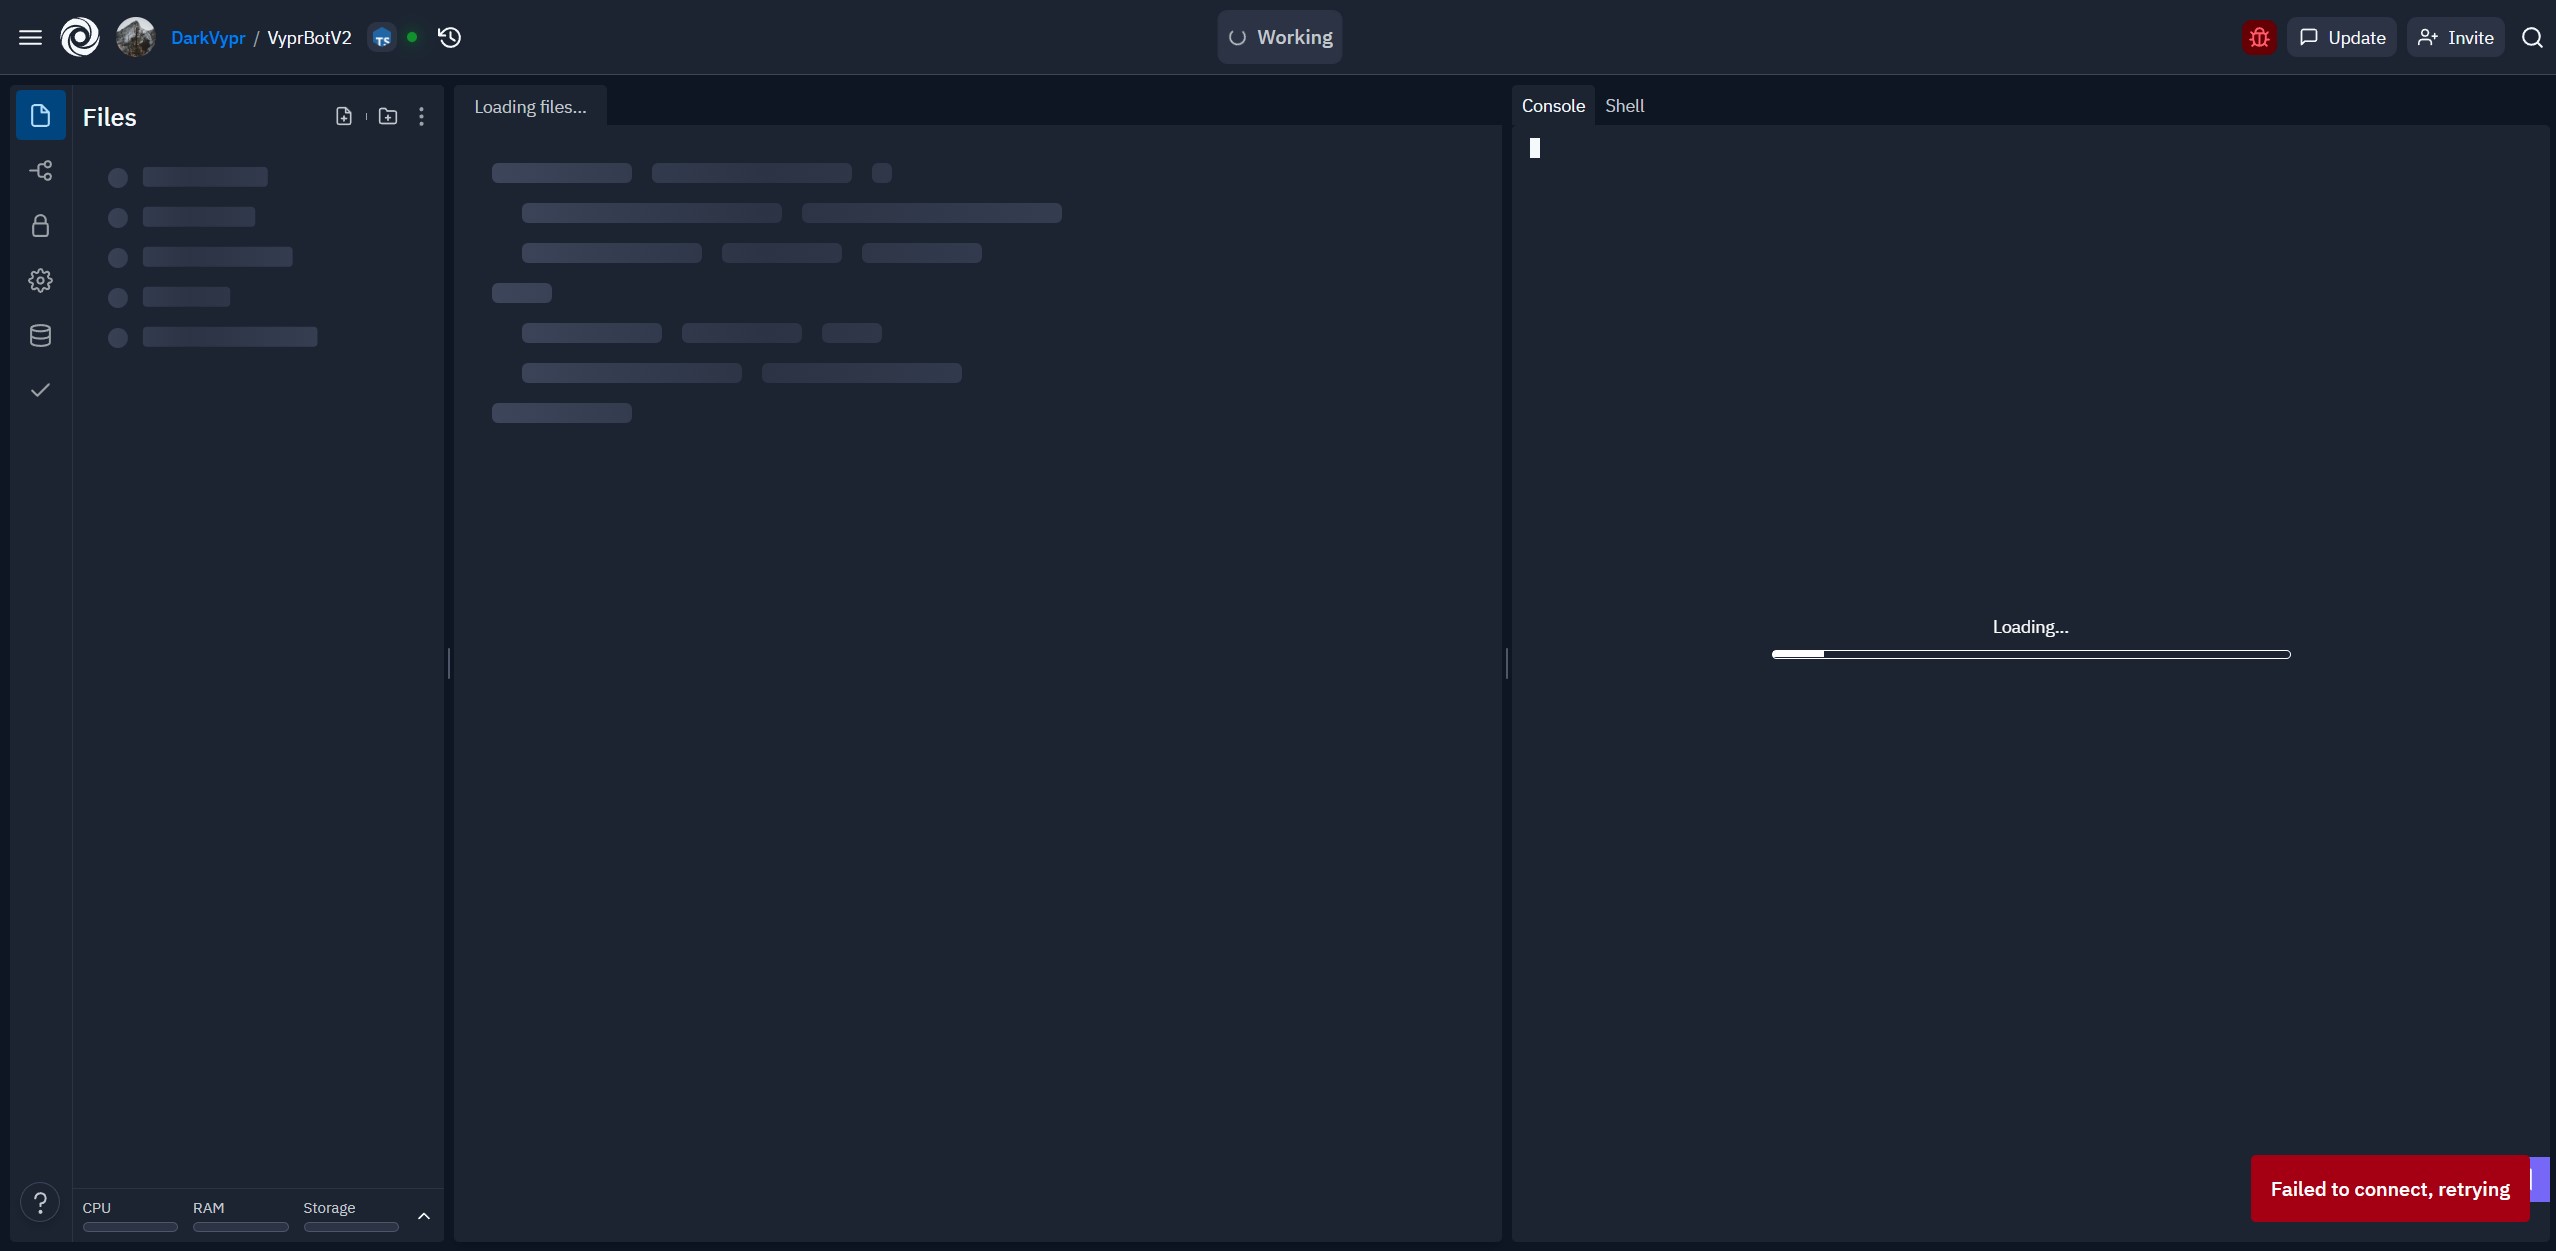 DarkVypr / VyprBotV2
TS
Working
Update
Invite
Files
Loading files...
Console
Shell
Loading...
CPU
RAM
Storage
?
Failed to connect, retrying